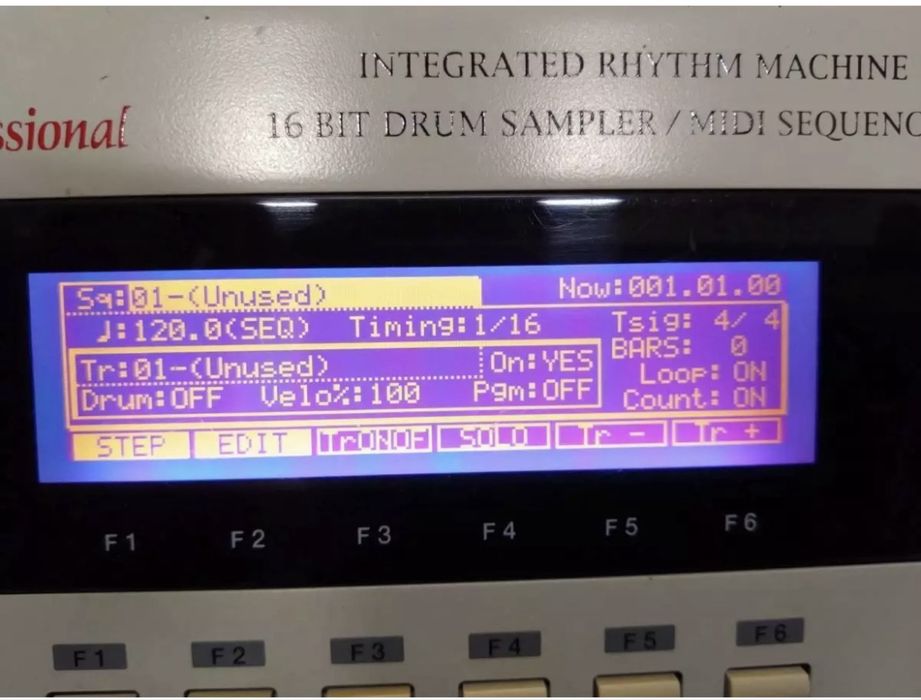 INTEGRATED RHYTHM MACHINE
ssional 16 BIT DRUM SAMPLER / MIDI SEQUENC
Sq:01-(Unused) Now:001.01.00
♩:120.0(SEQ) Timing:1/16 Tsig: 4/ 4
BARS: 0
Tr:01-(Unused) On:YES
Loop: ON
Drum:OFF Velo%:100 Pgm:OFF
Count: ON
STEP EDIT TrONOF SOLO Tr - Tr +
F1 F2 F3 F4 F5 F6
F1 F2 F3 F4 F5 F6